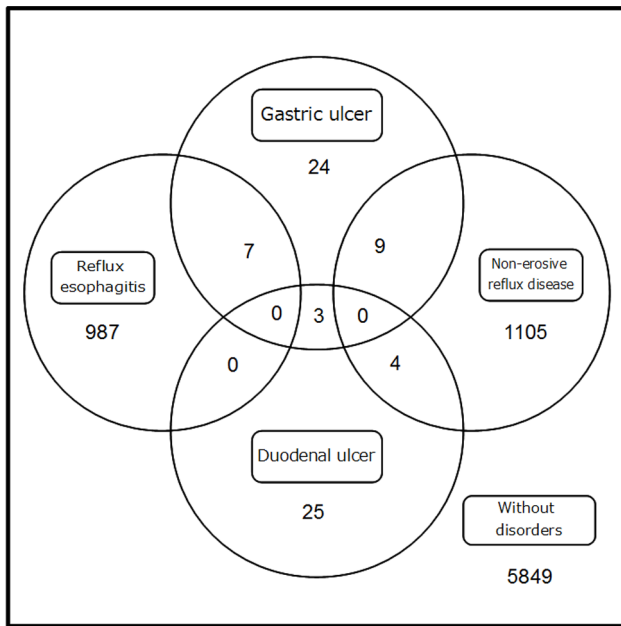 Gastric ulcer
24
7
9
Reflux
esophagitis
987
Non-erosive
reflux disease
1105
0
3
0
0
4
Duodenal ulcer
25
Without
disorders
5849